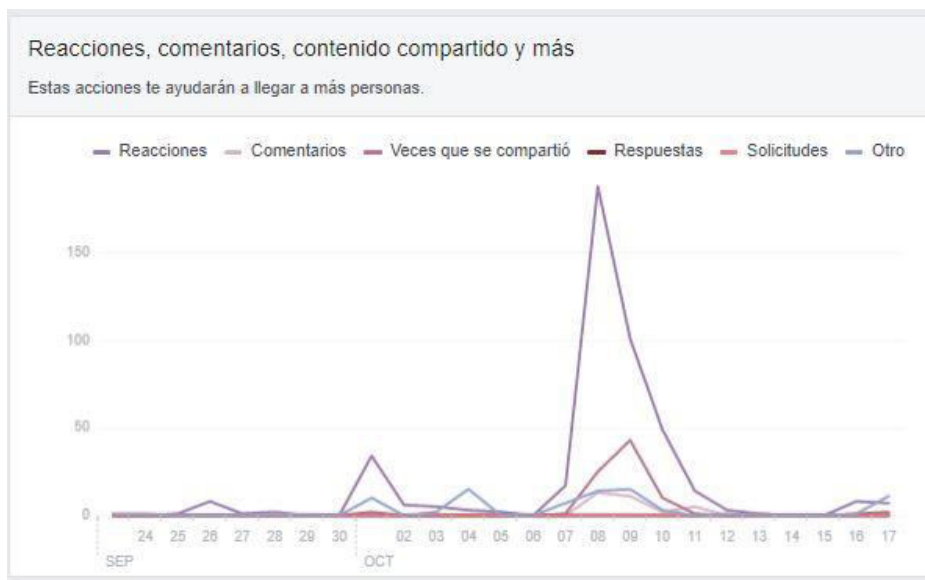 Reacciones, comentarios, contenido compartido y más
Estas acciones te ayudarán a llegar a más personas.
Reacciones Comentarios Veces que se compartió Respuestas Solicitudes Otro
150
100
50
0
24 25 26 27 28 29 30 02 03 04 05 06 07 08 09 10 11 12 13 14 15 16 17
SEP OCT